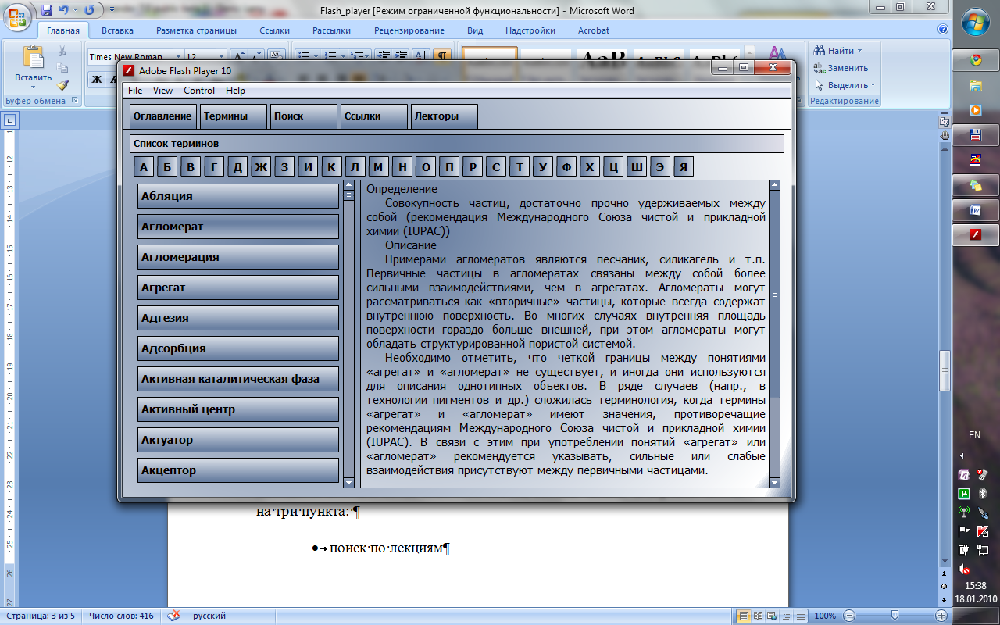 Flash_player [Режим ограниченной функциональности] - Microsoft Word
Главная Вставка Разметка страницы Ссылки Рассылки Рецензирование Вид Надстройки Acrobat
Вставить
Буфер обмена
Times New Roman 12
Ж
Найти
Заменить
Выделить
Редактирование
Adobe Flash Player 10
File View Control Help
Оглавление Термины Поиск Ссылки Лекторы
Список терминов
А Б В Г Д Ж З И К Л М Н О П Р С Т У Ф Х Ц Ш Э Я
Абляция
Агломерат
Агломерация
Агрегат
Адгезия
Адсорбция
Активная каталитическая фаза
Активный центр
Актуатор
Акцептор
Определение
Совокупность частиц, достаточно прочно удерживаемых между
собой (рекомендация Международного Союза чистой и прикладной
химии (IUPAC))
Описание
Примерами агломератов являются песчаник, силикагель и т.п.
Первичные частицы в агломератах связаны между собой более
сильными взаимодействиями, чем в агрегатах. Агломераты могут
рассматриваться как «вторичные» частицы, которые всегда содержат
внутреннюю поверхность. Во многих случаях внутренняя площадь
поверхности гораздо больше внешней, при этом агломераты могут
обладать структурированной пористой системой.
Необходимо отметить, что четкой границы между понятиями
«агрегат» и «агломерат» не существует, и иногда они используются
для описания однотипных объектов. В ряде случаев (напр., в
технологии пигментов и др.) сложилась терминология, когда термины
«агрегат» и «агломерат» имеют значения, противоречащие
рекомендациям Международного Союза чистой и прикладной химии
(IUPAC). В связи с этим при употреблении понятий «агрегат» или
«агломерат» рекомендуется указывать, сильные или слабые
взаимодействия присутствуют между первичными частицами.
на·три·пункта:·¶
•→поиск·по·лекциям¶
Страница: 3 из 5 Число слов: 416 русский 100%
EN
15:38
18.01.2010